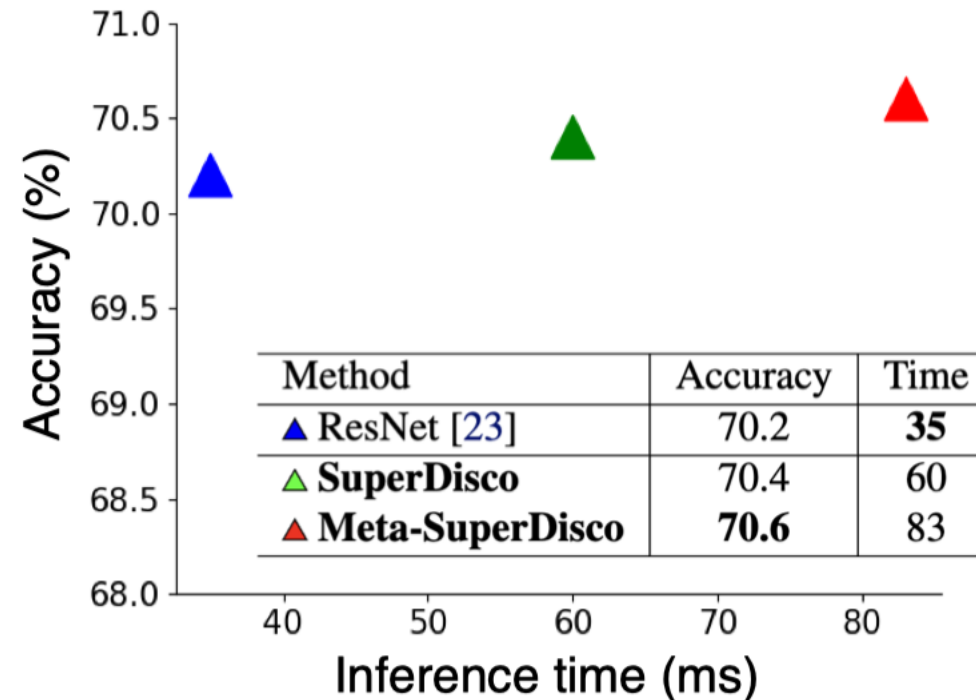 71.0
70.5
70.0
69.5
69.0
68.5
68.0
Accuracy (%)
Method Accuracy Time
ResNet [23] 70.2 35
SuperDisco 70.4 60
Meta-SuperDisco 70.6 83
40 50 60 70 80
Inference time (ms)